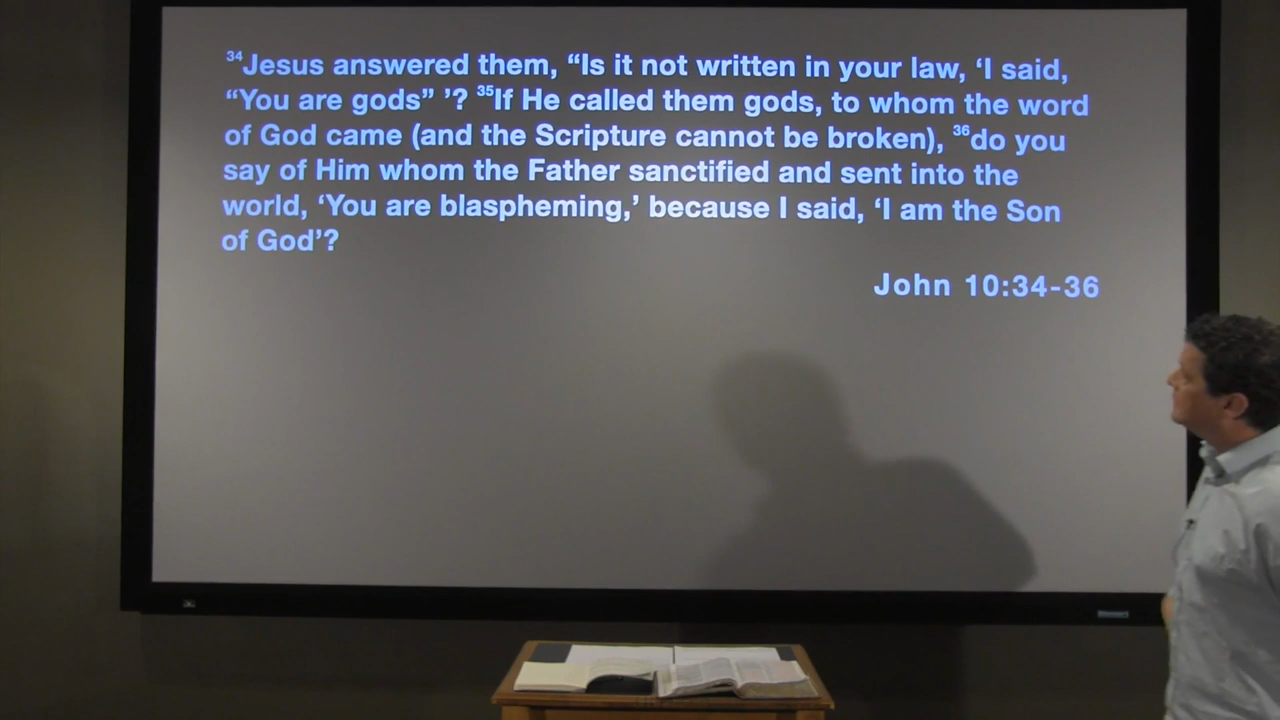 ³⁴Jesus answered them, “Is it not written in your law, ‘I said,
“You are gods” ’? ³⁵If He called them gods, to whom the word
of God came (and the Scripture cannot be broken), ³⁶do you
say of Him whom the Father sanctified and sent into the
world, ‘You are blaspheming,’ because I said, ‘I am the Son
of God’?
John 10:34-36